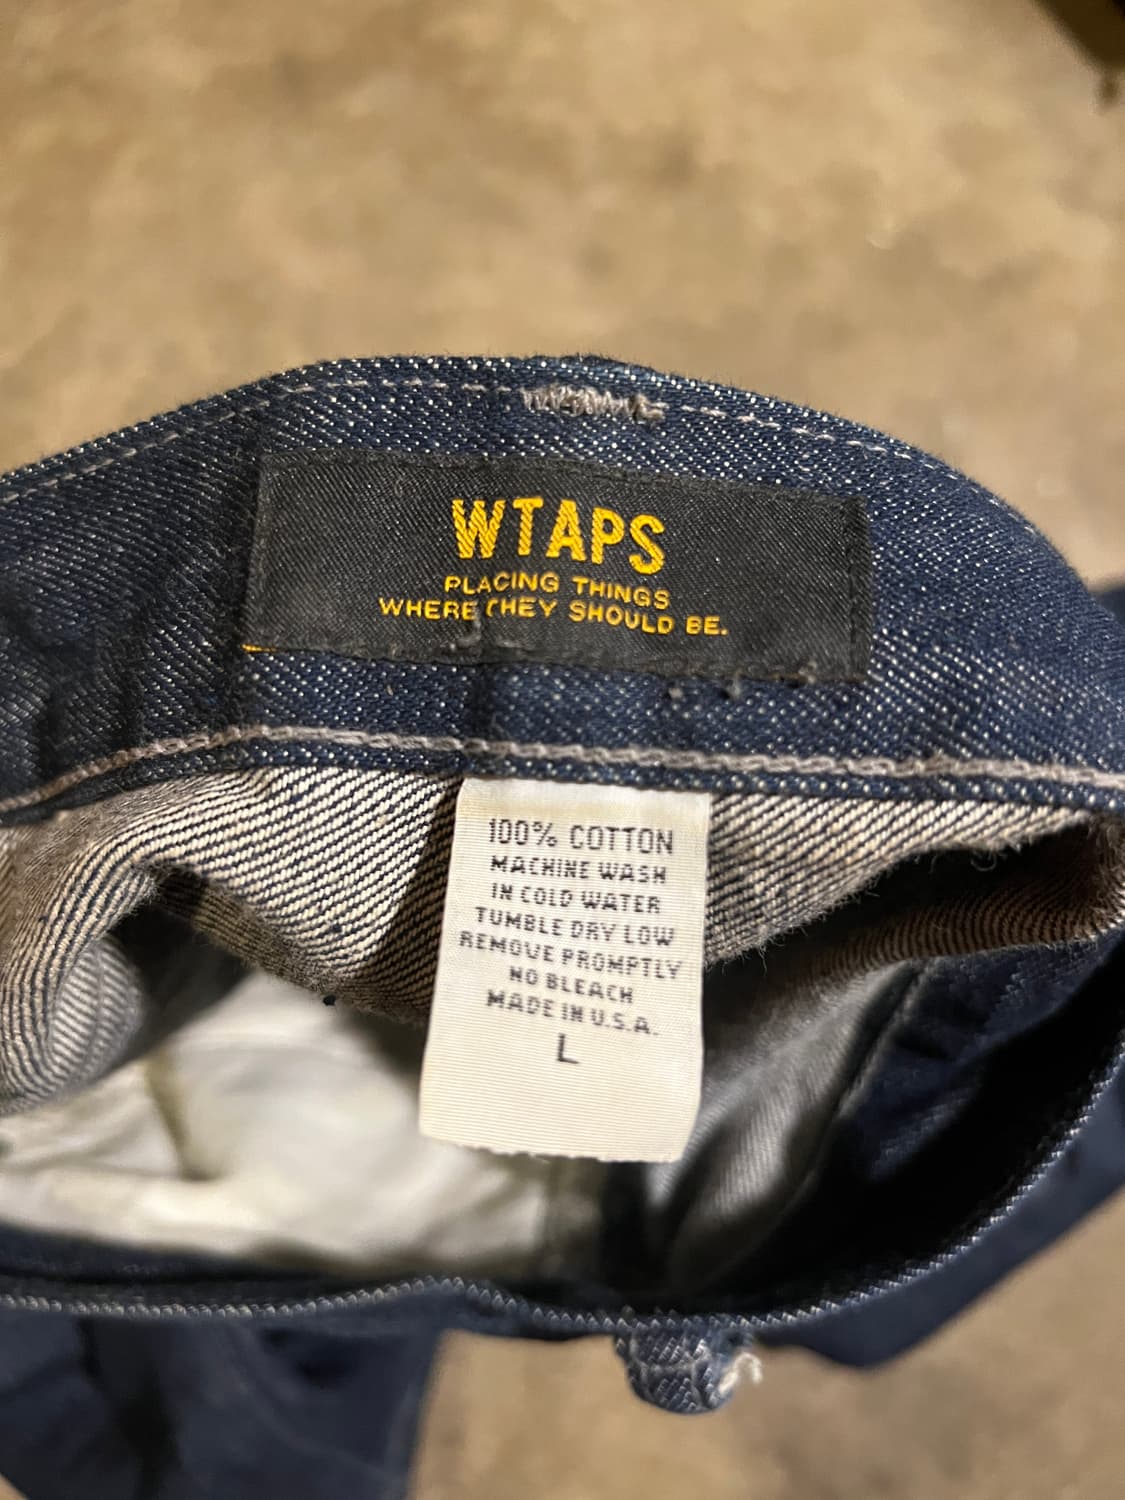 WTAPS
PLACING THINGS
WHERE THEY SHOULD BE.
100% COTTON
MACHINE WASH
IN COLD WATER
TUMBLE DRY LOW
REMOVE PROMPTLY
NO BLEACH
MADE IN U.S.A.
L